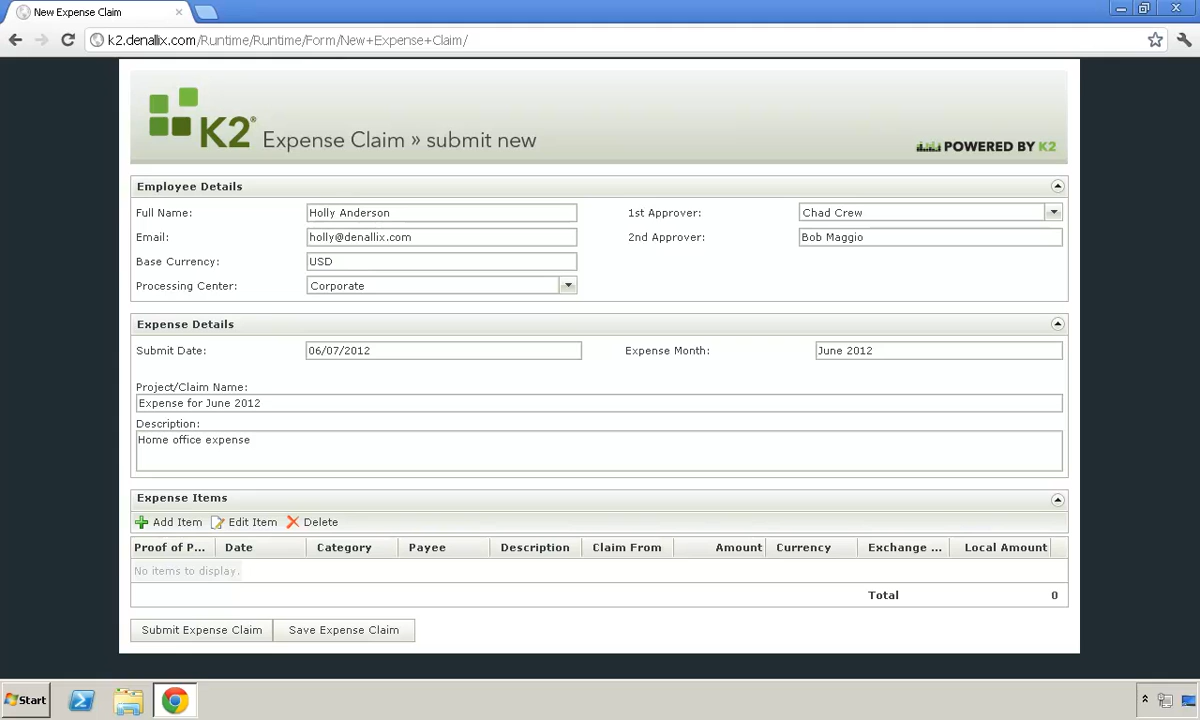 New Expense Claim
k2.denallix.com/Runtime/Runtime/Form/New+Expense+Claim/
K2® Expense Claim » submit new
POWERED BY K2
Employee Details
Full Name: Holly Anderson 1st Approver: Chad Crew
Email: holly@denallix.com 2nd Approver: Bob Maggio
Base Currency: USD
Processing Center: Corporate
Expense Details
Submit Date: 06/07/2012 Expense Month: June 2012
Project/Claim Name:
Expense for June 2012
Description:
Home office expense
Expense Items
Add Item Edit Item Delete
Proof of P... Date Category Payee Description Claim From Amount Currency Exchange ... Local Amount
No items to display.
Total 0
Submit Expense Claim Save Expense Claim
Start